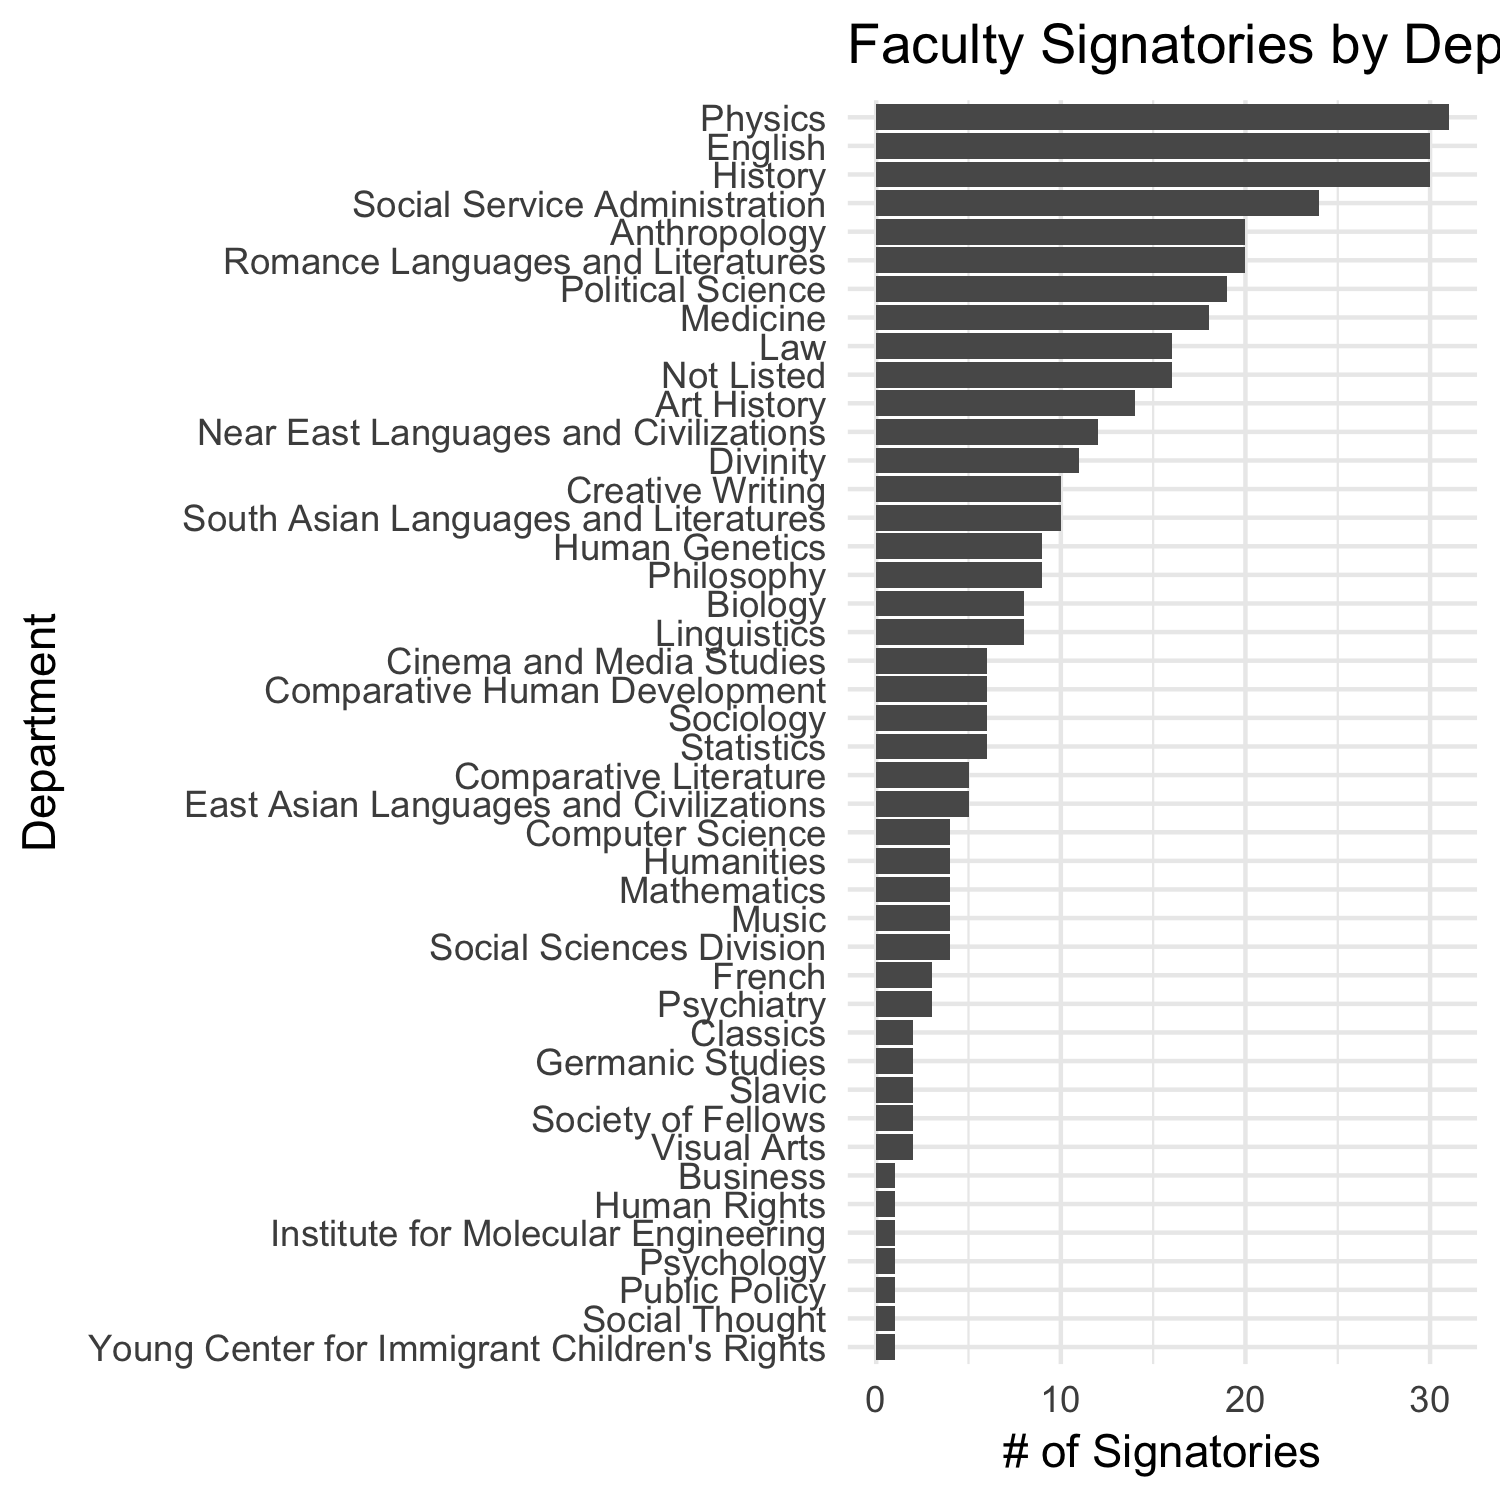 Faculty Signatories by Dep
Physics
English
History
Social Service Administration
Anthropology
Romance Languages and Literatures
Political Science
Medicine
Law
Not Listed
Art History
Near East Languages and Civilizations
Divinity
Creative Writing
South Asian Languages and Literatures
Human Genetics
Philosophy
Biology
Linguistics
Cinema and Media Studies
Comparative Human Development
Sociology
Statistics
Comparative Literature
East Asian Languages and Civilizations
Computer Science
Humanities
Mathematics
Music
Social Sciences Division
French
Psychiatry
Classics
Germanic Studies
Slavic
Society of Fellows
Visual Arts
Business
Human Rights
Institute for Molecular Engineering
Psychology
Public Policy
Social Thought
Young Center for Immigrant Children's Rights
Department
0 10 20 30
# of Signatories